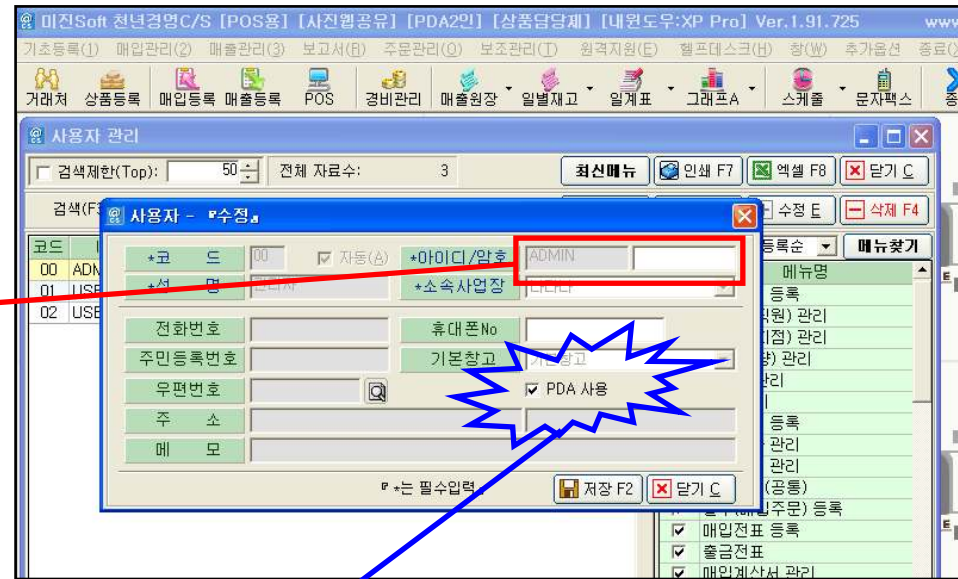 미진Soft 천년경영C/S [POS용] [사진웹공유] [PDA2인] [상품담당제] [내원도우:XP Pro] Ver.1.91.725 www
기초등록(1) 매입관리(2) 매출관리(3) 보고서(R) 주문관리(O) 보조관리(T) 원격지원(E) 헬프데스크(H) 창(W) 추가옵션
거래처 상품등록 매입등록 매출등록 POS 경비관리 매출원장 일별재고 일계표 그래프A 스케줄 문자팩스
사용자 관리
검색제한(Top): 50 전체 자료수: 3 최신메뉴 인쇄 F7 엑셀 F8 닫기 C
수정 E 삭제 F4
사용자 - 『수정』
코드
등록순 메뉴찾기
메뉴명
00 ADM
01 USE
02 USE
*코 드 00 자동(A) *아이디/암호 ADMIN
*성 명 관리자 *소속사업장
전화번호 휴대폰No
주민등록번호 기본창고 기본창고
우편번호 PDA 사용
주 소
메 모
『 *는 필수입력』 저장 F2 닫기 C
등록
관리
관리
등록
관리
관리
(공통)
등록
매입전표 등록
출금전표
매입계산서 관리